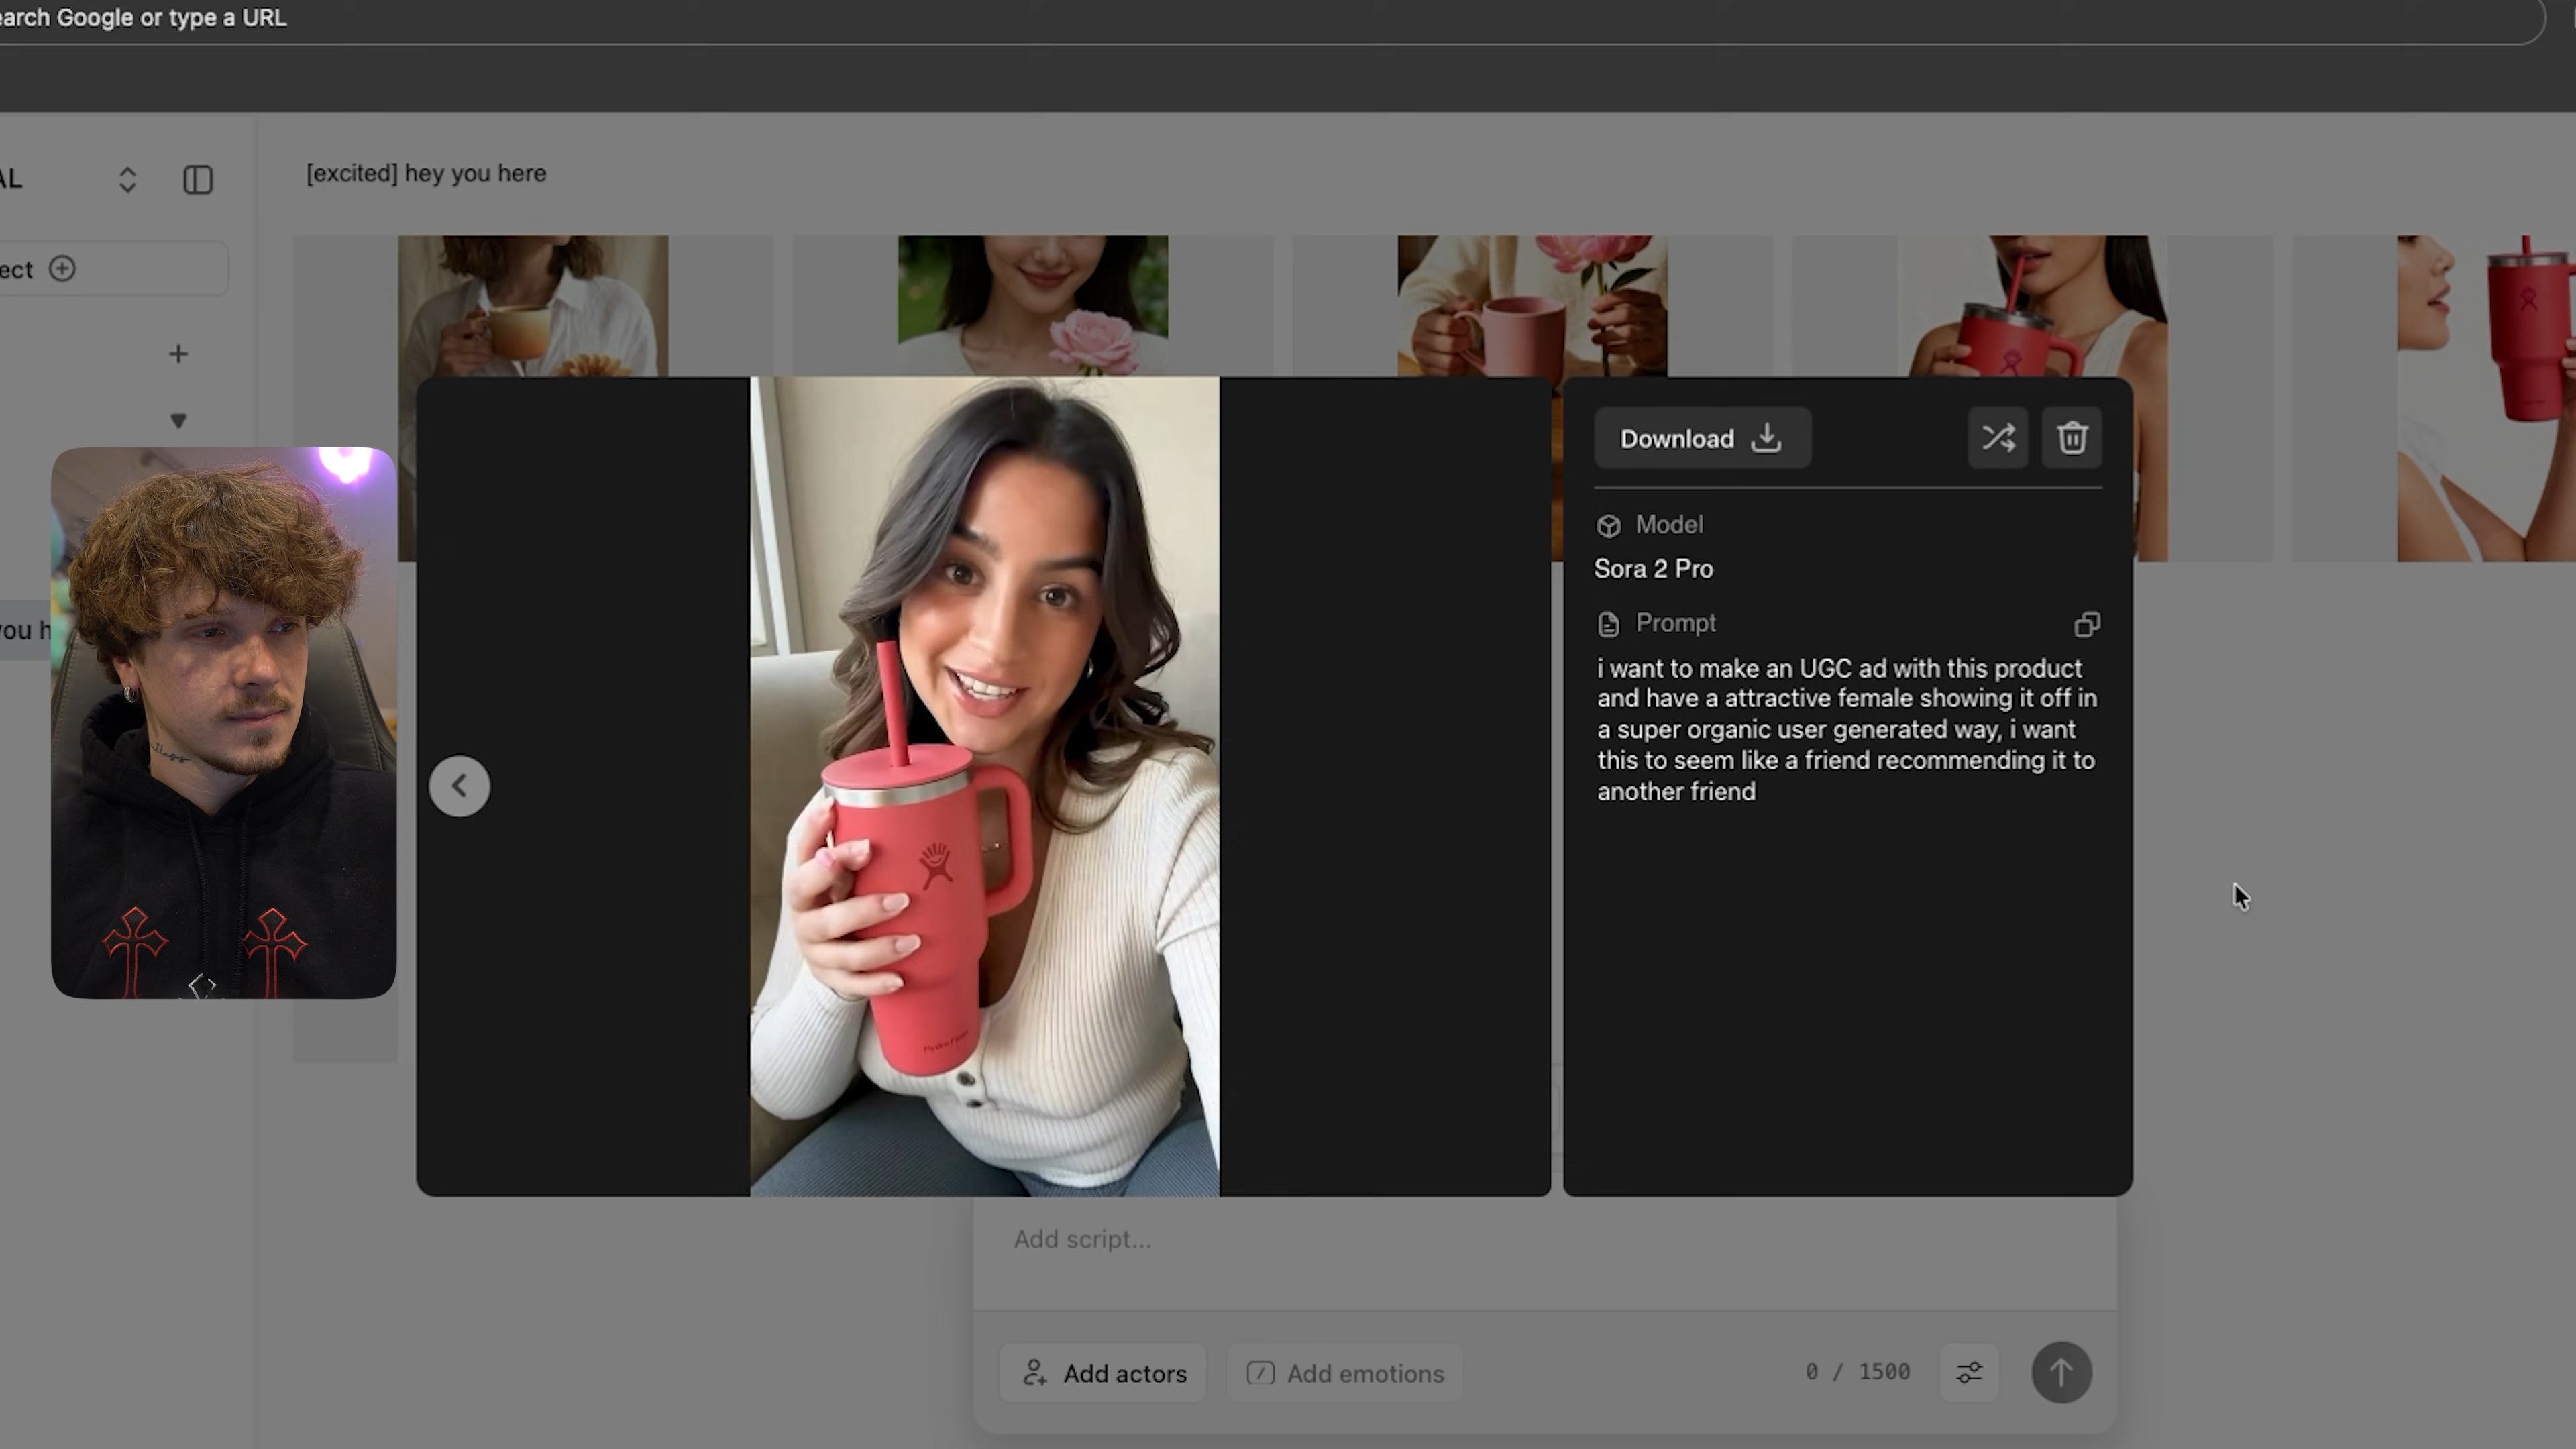 earch Google or type a URL
AL
[excited] hey you here
ect
you h
Download
Model
Sora 2 Pro
Prompt
i want to make an UGC ad with this product
and have a attractive female showing it off in
a super organic user generated way, i want
this to seem like a friend recommending it to
another friend
Add script...
Add actors
Add emotions
0 / 1500